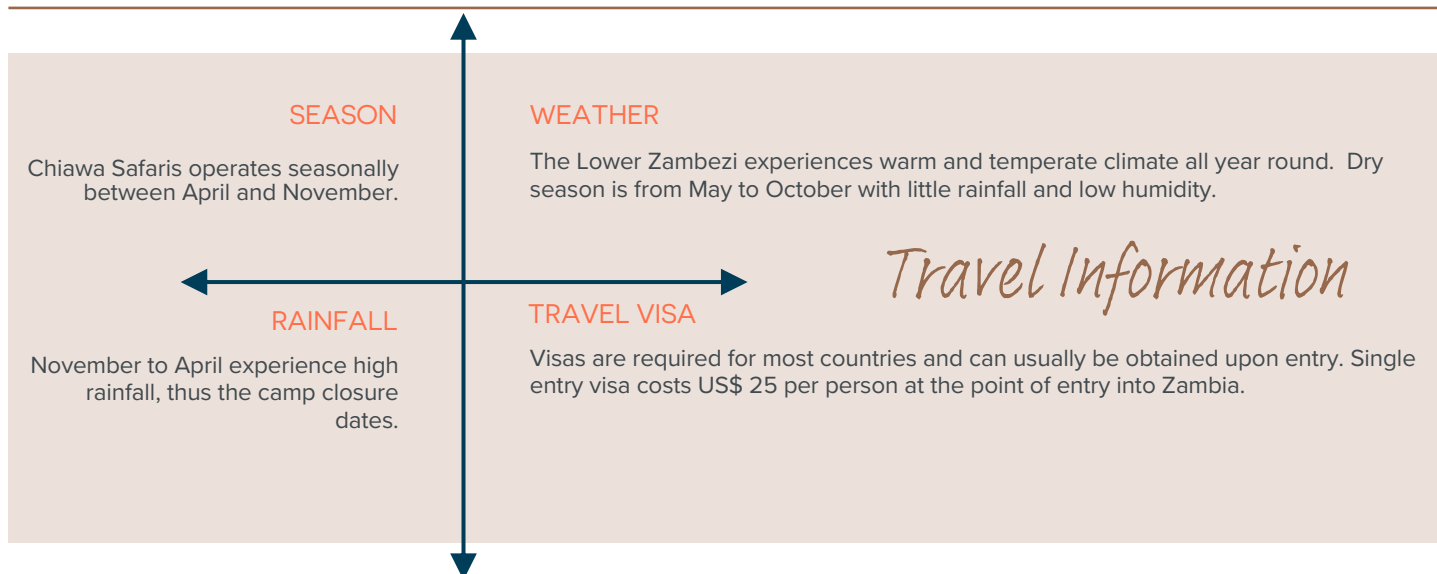 SEASON
Chiawa Safaris operates seasonally
between April and November.
WEATHER
The Lower Zambezi experiences warm and temperate climate all year round.  Dry
season is from May to October with little rainfall and low humidity.
Travel Information
RAINFALL
November to April experience high
rainfall, thus the camp closure
dates.
TRAVEL VISA
Visas are required for most countries and can usually be obtained upon entry. Single
entry visa costs US$ 25 per person at the point of entry into Zambia.